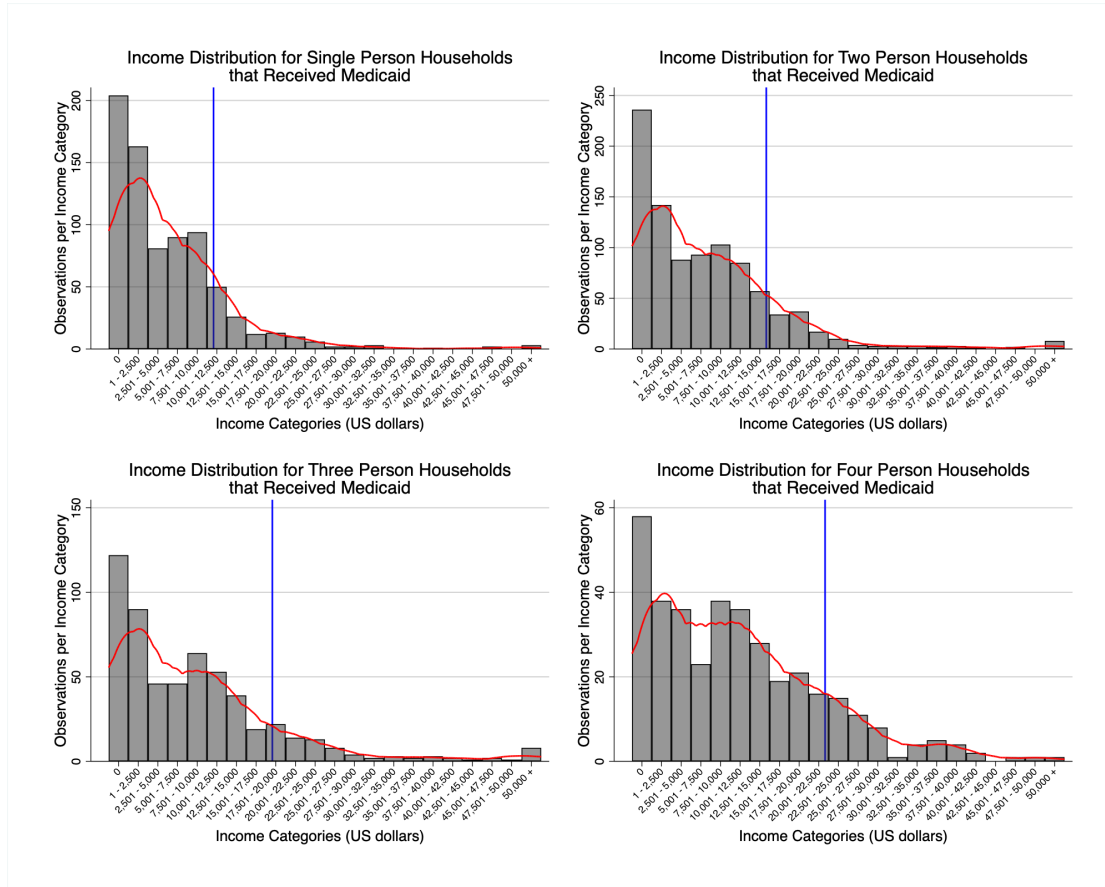 Income Distribution for Single Person Households
that Received Medicaid
Observations per Income Category
200
150
100
50
0
0
1 - 2,500
2,501 - 5,000
5,001 - 7,500
7,501 - 10,000
10,001 - 12,500
12,501 - 15,000
15,001 - 17,500
17,501 - 20,000
20,001 - 22,500
22,501 - 25,000
25,001 - 27,500
27,501 - 30,000
30,001 - 32,500
32,501 - 35,000
35,001 - 37,500
37,501 - 40,000
40,001 - 42,500
42,501 - 45,000
45,001 - 47,500
47,501 - 50,000
50,000 +
Income Categories (US dollars)
Income Distribution for Two Person Households
that Received Medicaid
Observations per Income Category
250
200
150
100
50
0
0
1 - 2,500
2,501 - 5,000
5,001 - 7,500
7,501 - 10,000
10,001 - 12,500
12,501 - 15,000
15,001 - 17,500
17,501 - 20,000
20,001 - 22,500
22,501 - 25,000
25,001 - 27,500
27,501 - 30,000
30,001 - 32,500
32,501 - 35,000
35,001 - 37,500
37,501 - 40,000
40,001 - 42,500
42,501 - 45,000
45,001 - 47,500
47,501 - 50,000
50,000 +
Income Categories (US dollars)
Income Distribution for Three Person Households
that Received Medicaid
Observations per Income Category
150
100
50
0
0
1 - 2,500
2,501 - 5,000
5,001 - 7,500
7,501 - 10,000
10,001 - 12,500
12,501 - 15,000
15,001 - 17,500
17,501 - 20,000
20,001 - 22,500
22,501 - 25,000
25,001 - 27,500
27,501 - 30,000
30,001 - 32,500
32,501 - 35,000
35,001 - 37,500
37,501 - 40,000
40,001 - 42,500
42,501 - 45,000
45,001 - 47,500
47,501 - 50,000
50,000 +
Income Categories (US dollars)
Income Distribution for Four Person Households
that Received Medicaid
Observations per Income Category
60
40
20
0
0
1 - 2,500
2,501 - 5,000
5,001 - 7,500
7,501 - 10,000
10,001 - 12,500
12,501 - 15,000
15,001 - 17,500
17,501 - 20,000
20,001 - 22,500
22,501 - 25,000
25,001 - 27,500
27,501 - 30,000
30,001 - 32,500
32,501 - 35,000
35,001 - 37,500
37,501 - 40,000
40,001 - 42,500
42,501 - 45,000
45,001 - 47,500
47,501 - 50,000
50,000 +
Income Categories (US dollars)